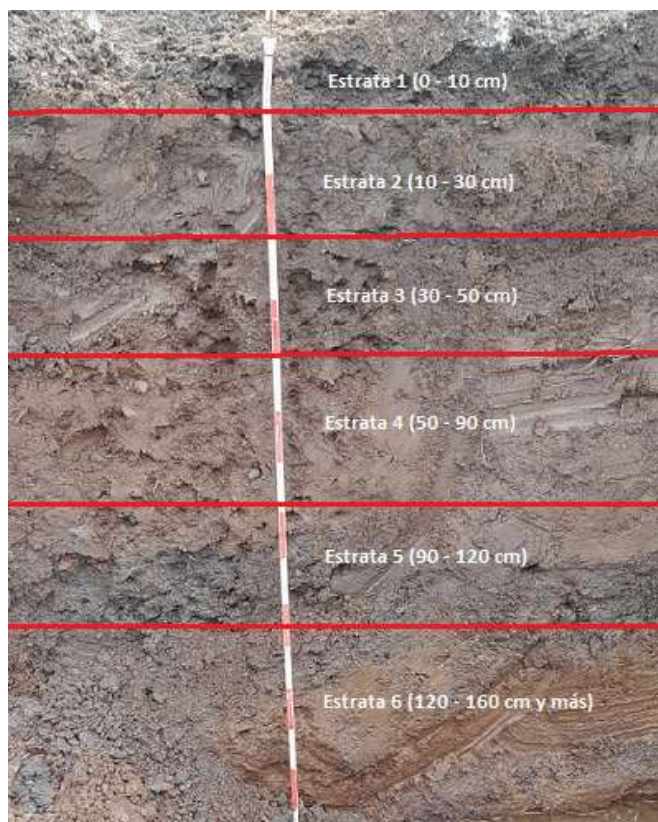 Estrata 1 (0 - 10 cm)
Estrata 2 (10 - 30 cm)
Estrata 3 (30 - 50 cm)
Estrata 4 (50 - 90 cm)
Estrata 5 (90 - 120 cm)
Estrata 6 (120 - 160 cm y más)